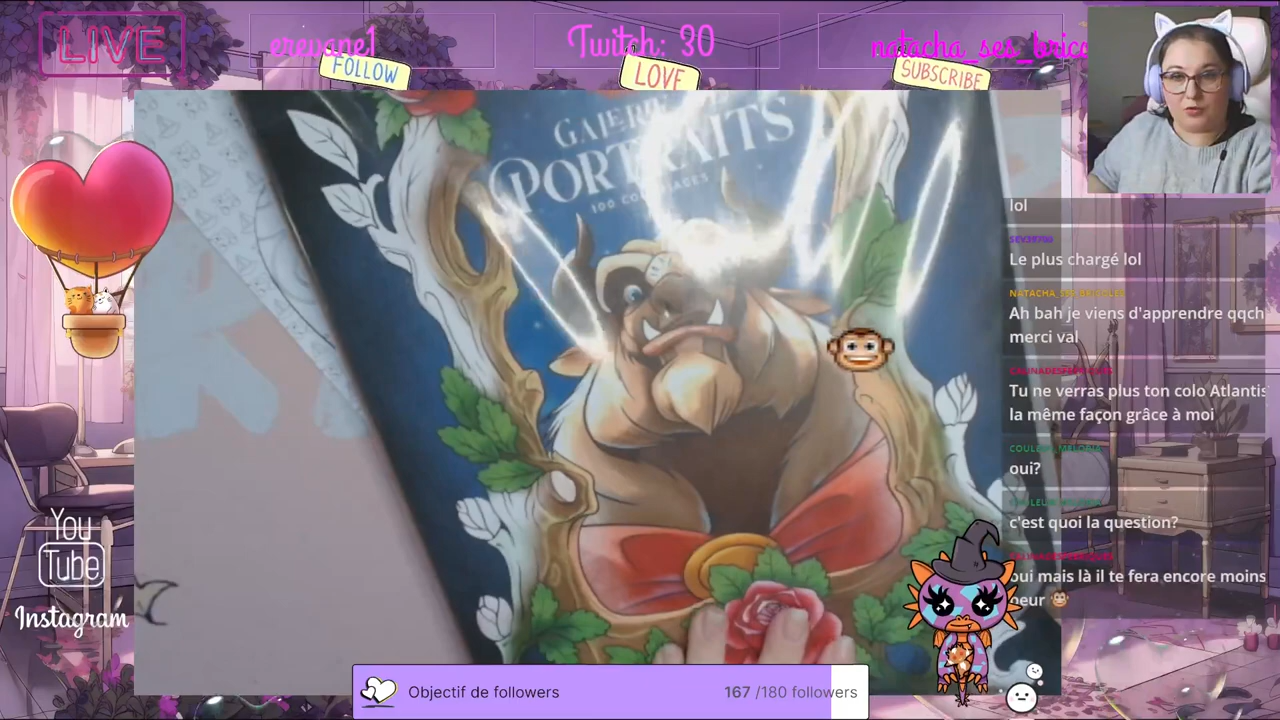 LIVE
erevane1
Twitch: 30
natacha_ses_brico
FOLLOW
LOVE
SUBSCRIBE
GALERIE
PORTRAITS
lol
Le plus chargé lol
Ah bah je viens d'apprendre qqch
merci val
Tu ne verras plus ton colo Atlantis
la même façon grâce à moi
oui?
c'est quoi la question?
oui mais là il te fera encore moins
peur
You
Tube
Instagram
Objectif de followers
167 /180 followers